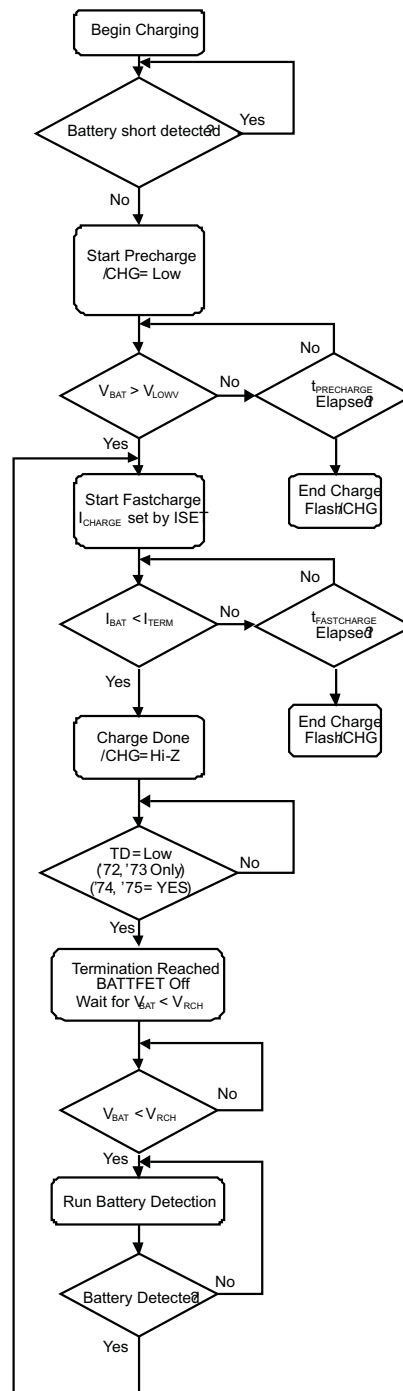 Begin Charging
Battery short detected?
Yes
No
Start Precharge
/CHG= Low
No
VBAT > VLOWV
No
tPRECHARGE
Elapsed?
Yes
End Charge
Flash/CHG
Start Fastcharge
ICHARGE set by ISET
No
IBAT < ITERM
No
tFASTCHARGE
Elapsed?
Yes
End Charge
Flash/CHG
Charge Done
/CHG=Hi-Z
TD=Low
('72, '73 Only)
('74, '75= YES)
No
Yes
Termination Reached
BATTFET Off
Wait for VBAT < VRCH
VBAT < VRCH
No
Yes
Run Battery Detection
Battery Detected?
No
Yes